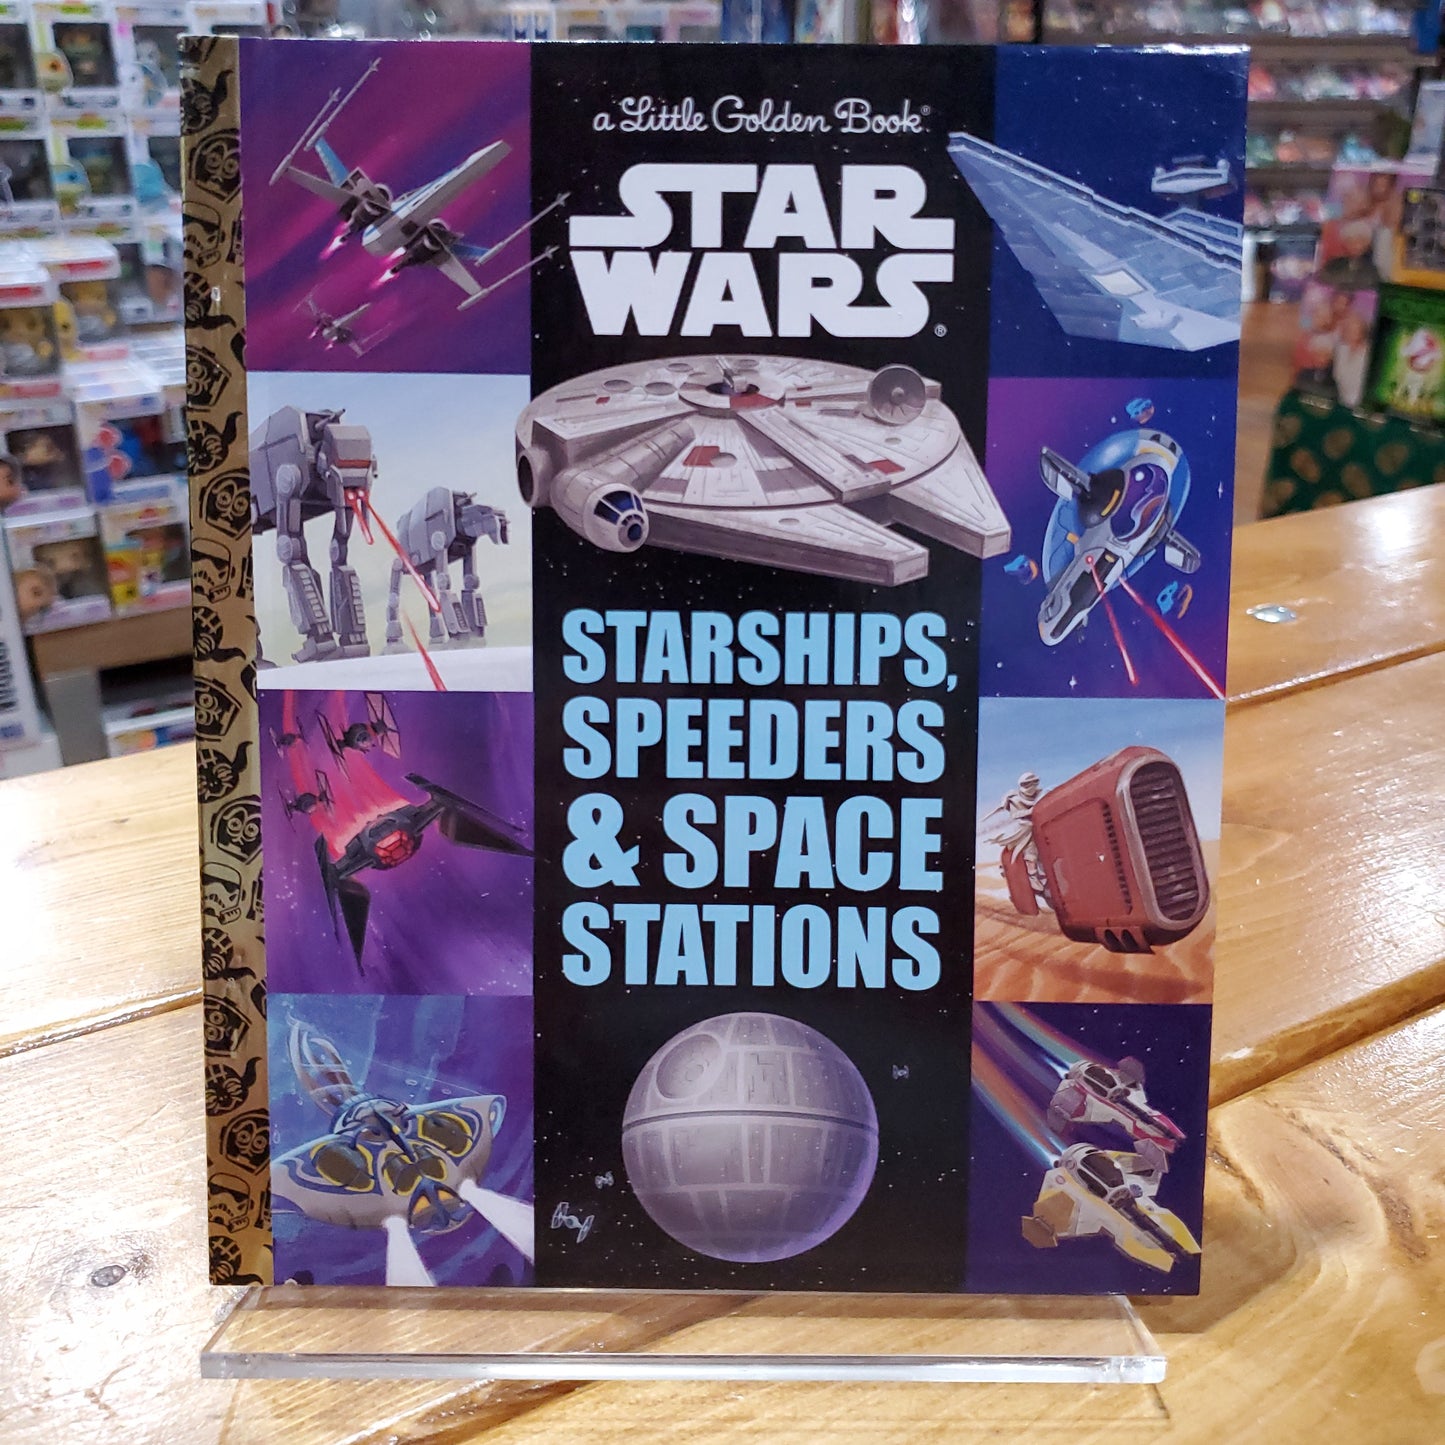 a Little Golden Book®
STAR
WARS®
STARSHIPS,
SPEEDERS
& SPACE
STATIONS